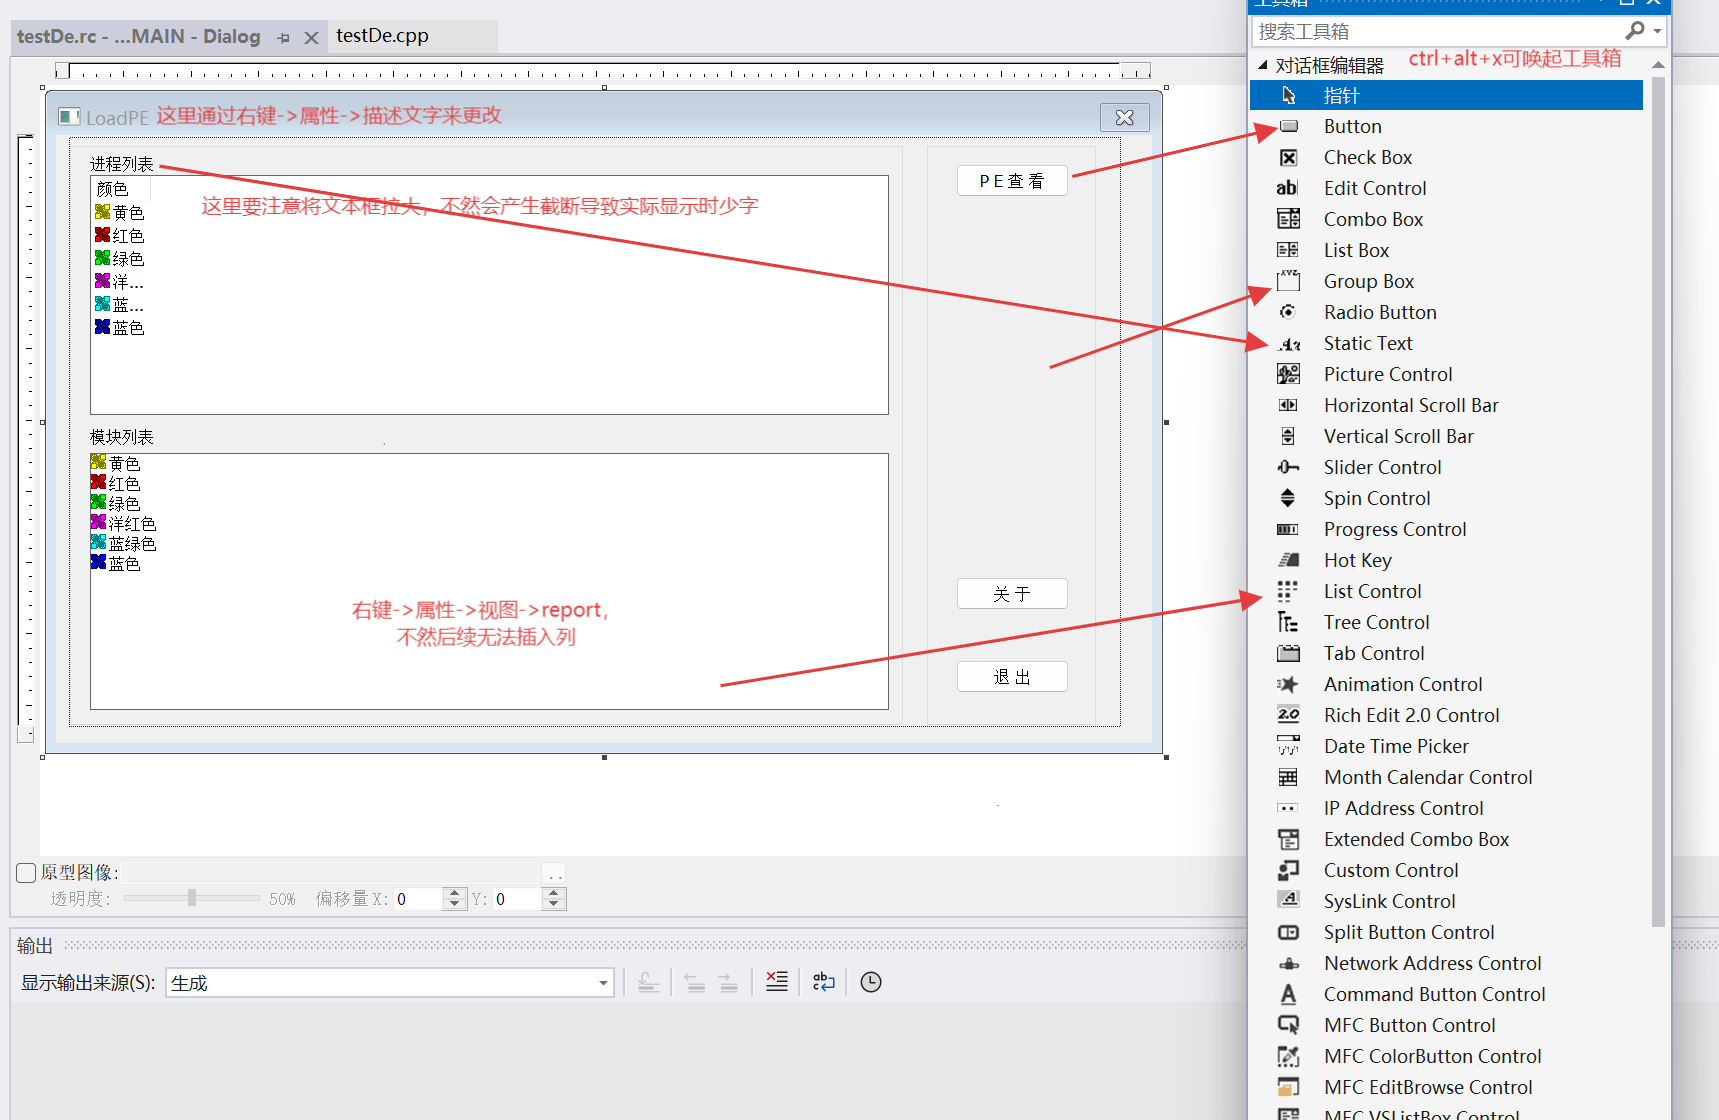 工具箱
testDe.rc - ...MAIN - Dialog
testDe.cpp
搜索工具箱
对话框编辑器
ctrl+alt+x可唤起工具箱
LoadPE
这里通过右键->属性->描述文字来更改
进程列表
颜色
黄色
红色
绿色
洋...
蓝...
蓝色
这里要注意将文本框拉大，不然会产生截断导致实际显示时少字
PE查看
模块列表
黄色
红色
绿色
洋红色
蓝绿色
蓝色
右键->属性->视图->report，
不然后续无法插入列
关于
退出
指针
Button
Check Box
Edit Control
Combo Box
List Box
Group Box
Radio Button
Static Text
Picture Control
Horizontal Scroll Bar
Vertical Scroll Bar
Slider Control
Spin Control
Progress Control
Hot Key
List Control
Tree Control
Tab Control
Animation Control
Rich Edit 2.0 Control
Date Time Picker
Month Calendar Control
IP Address Control
Extended Combo Box
Custom Control
SysLink Control
Split Button Control
Network Address Control
Command Button Control
MFC Button Control
MFC ColorButton Control
MFC EditBrowse Control
MFC VSListBox Control
原型图像:
...
透明度:
50%
偏移量 X:
0
Y:
0
输出
显示输出来源(S):
生成